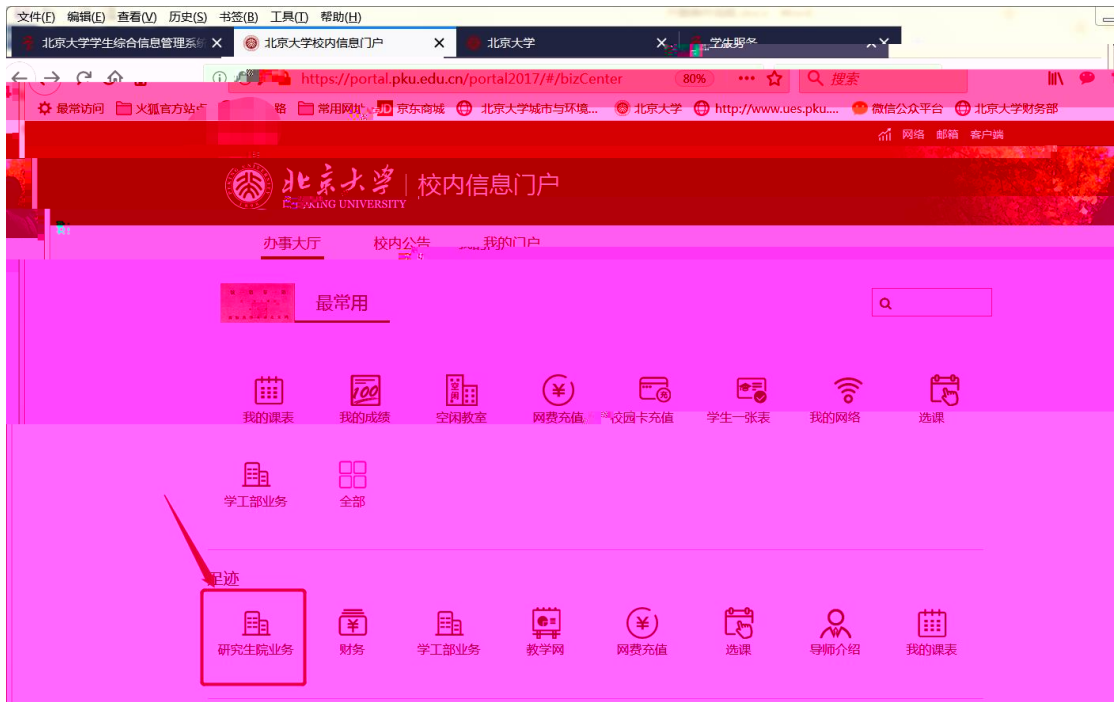 文件(F) 编辑(E) 查看(V) 历史(S) 书签(B) 工具(T) 帮助(H)
北京大学学生综合信息管理系统 × 北京大学校内信息门户 × 北京大学 × 学生服务 ×
https://portal.pku.edu.cn/portal2017/#/bizCenter 80% 搜索
最常访问 火狐官方站点 常用网址 JD 京东商城 北京大学城市与环境... 北京大学 http://www.ues.pku.... 微信公众平台 北京大学财务部
网络 邮箱 客户端
北京大学 校内信息门户
PEKING UNIVERSITY
办事大厅 校内公告 我的门户
最常用
100 空闲
我的课表 我的成绩 空闲教室 网费充值 校园卡充值 学生一张表 我的网络 选课
学工部业务 全部
足迹
研究生院业务 财务 学工部业务 教学网 网费充值 选课 导师介绍 我的课表